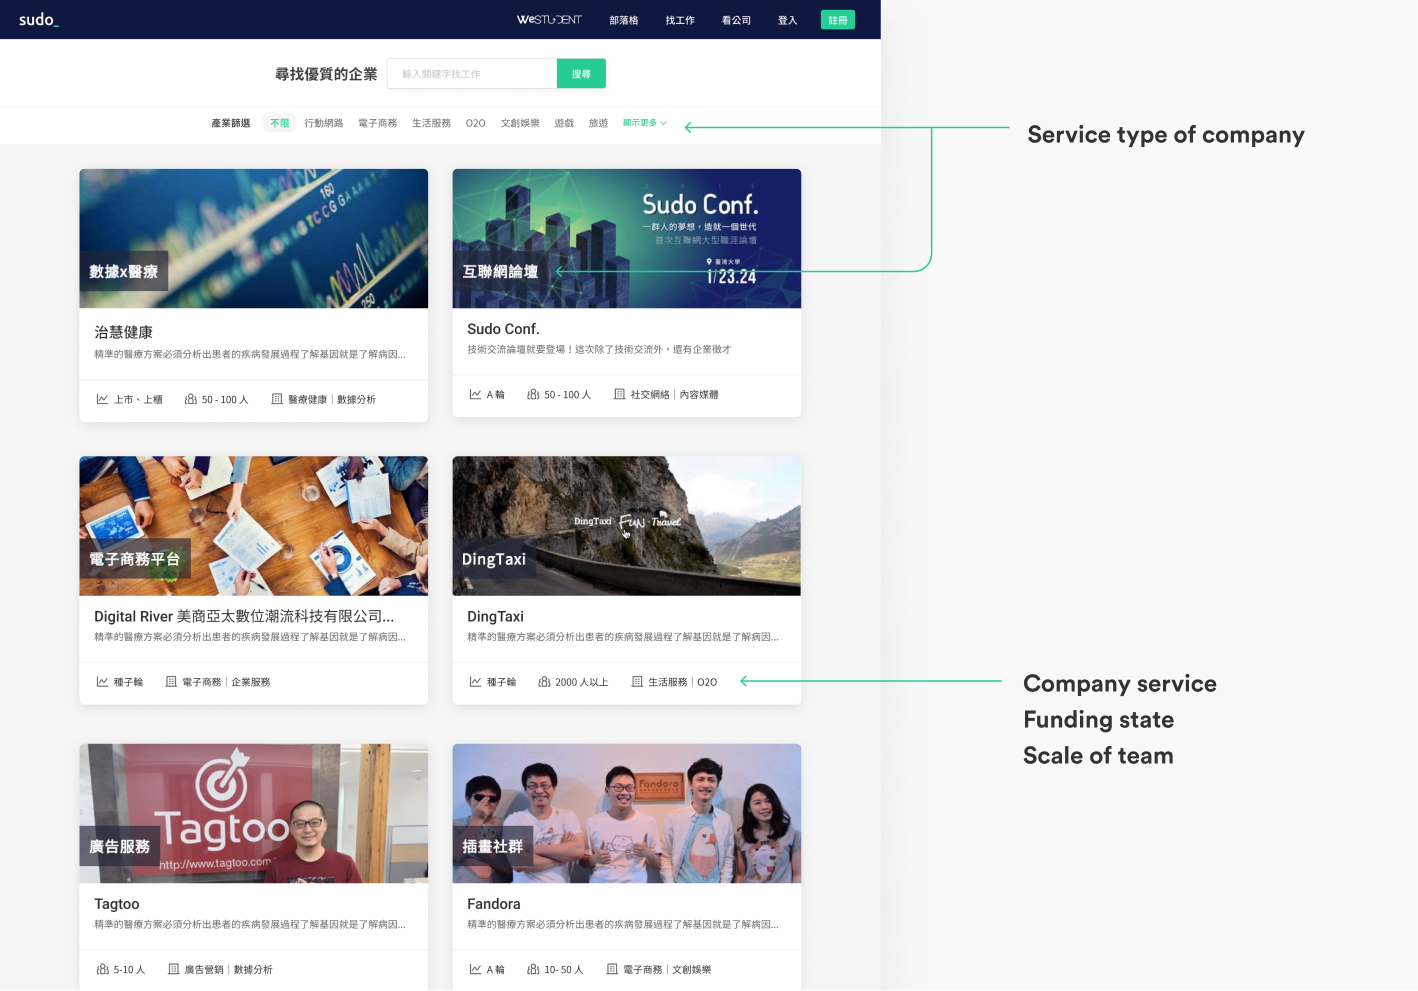 sudo_
WeSTUDENT 部落格 找工作 看公司 登入 註冊
尋找優質的企業 輸入關鍵字找工作 搜尋
產業篩選 不限 行動網路 電子商務 生活服務 O2O 文創娛樂 遊戲 旅遊 顯示更多
Service type of company
160
TCCG
250
數據x醫療
治慧健康
精準的醫療方案必須分析出患者的疾病發展過程了解基因就是了解病因...
上市、上櫃 50 - 100 人 醫療健康｜數據分析
Sudo Conf.
一群人的夢想，造就一個世代
首次互聯網大型職涯論壇
臺灣大學
1/23.24
互聯網論壇
Sudo Conf.
技術交流論壇就要登場！這次除了技術交流外，還有企業徵才
A 輪 50 - 100 人 社交網絡｜內容媒體
電子商務平台
Digital River 美商亞太數位潮流科技有限公司...
精準的醫療方案必須分析出患者的疾病發展過程了解基因就是了解病因...
種子輪 電子商務｜企業服務
DingTaxi · FUN · Travel
DingTaxi
DingTaxi
精準的醫療方案必須分析出患者的疾病發展過程了解基因就是了解病因...
種子輪 2000 人以上 生活服務｜O2O
Company service
Funding state
Scale of team
Tagtoo
http://www.tagtoo.com
廣告服務
Tagtoo
精準的醫療方案必須分析出患者的疾病發展過程了解基因就是了解病因...
5-10 人 廣告營銷｜數據分析
Fandora
插畫社群
Fandora
精準的醫療方案必須分析出患者的疾病發展過程了解基因就是了解病因...
A 輪 10- 50 人 電子商務｜文創娛樂